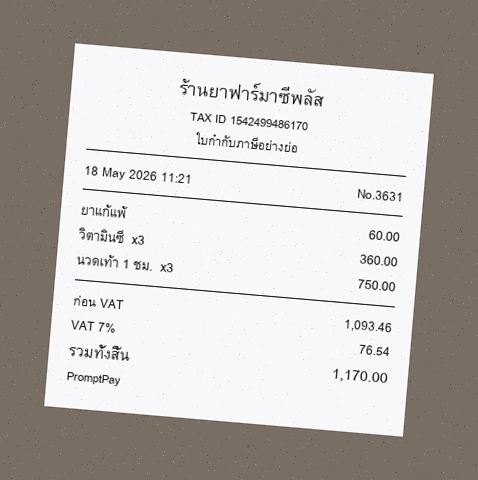 ร้านยาฟาร์มาซีพลัส
TAX ID 1542499486170
ใบกำกับภาษีอย่างย่อ
18 May 2026 11:21 No.3631
ยาแก้แพ้ 60.00
วิตามินซี x3 360.00
นวดเท้า 1 ชม. x3 750.00
ก่อน VAT 1,093.46
VAT 7% 76.54
รวมทั้งสิ้น 1,170.00
PromptPay